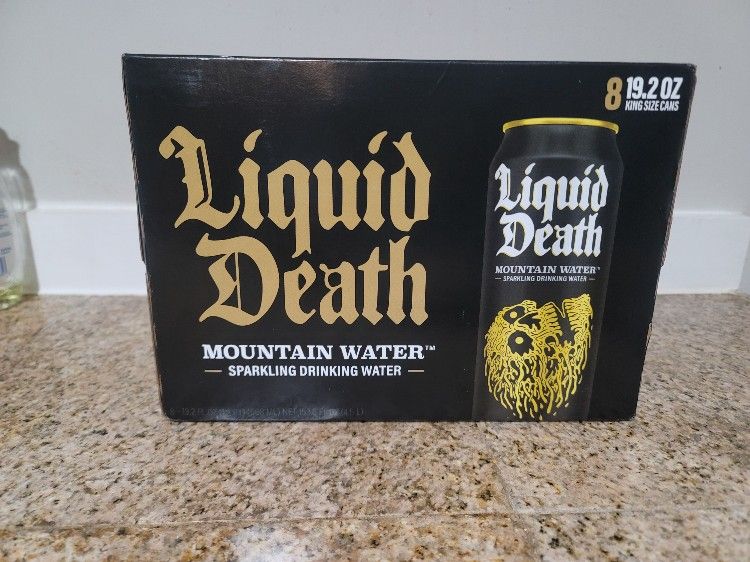 8 19.2 OZ
KING SIZE CANS
Liquid
Death
MOUNTAIN WATER™
SPARKLING DRINKING WATER
Liquid
Death
MOUNTAIN WATER™
SPARKLING DRINKING WATER